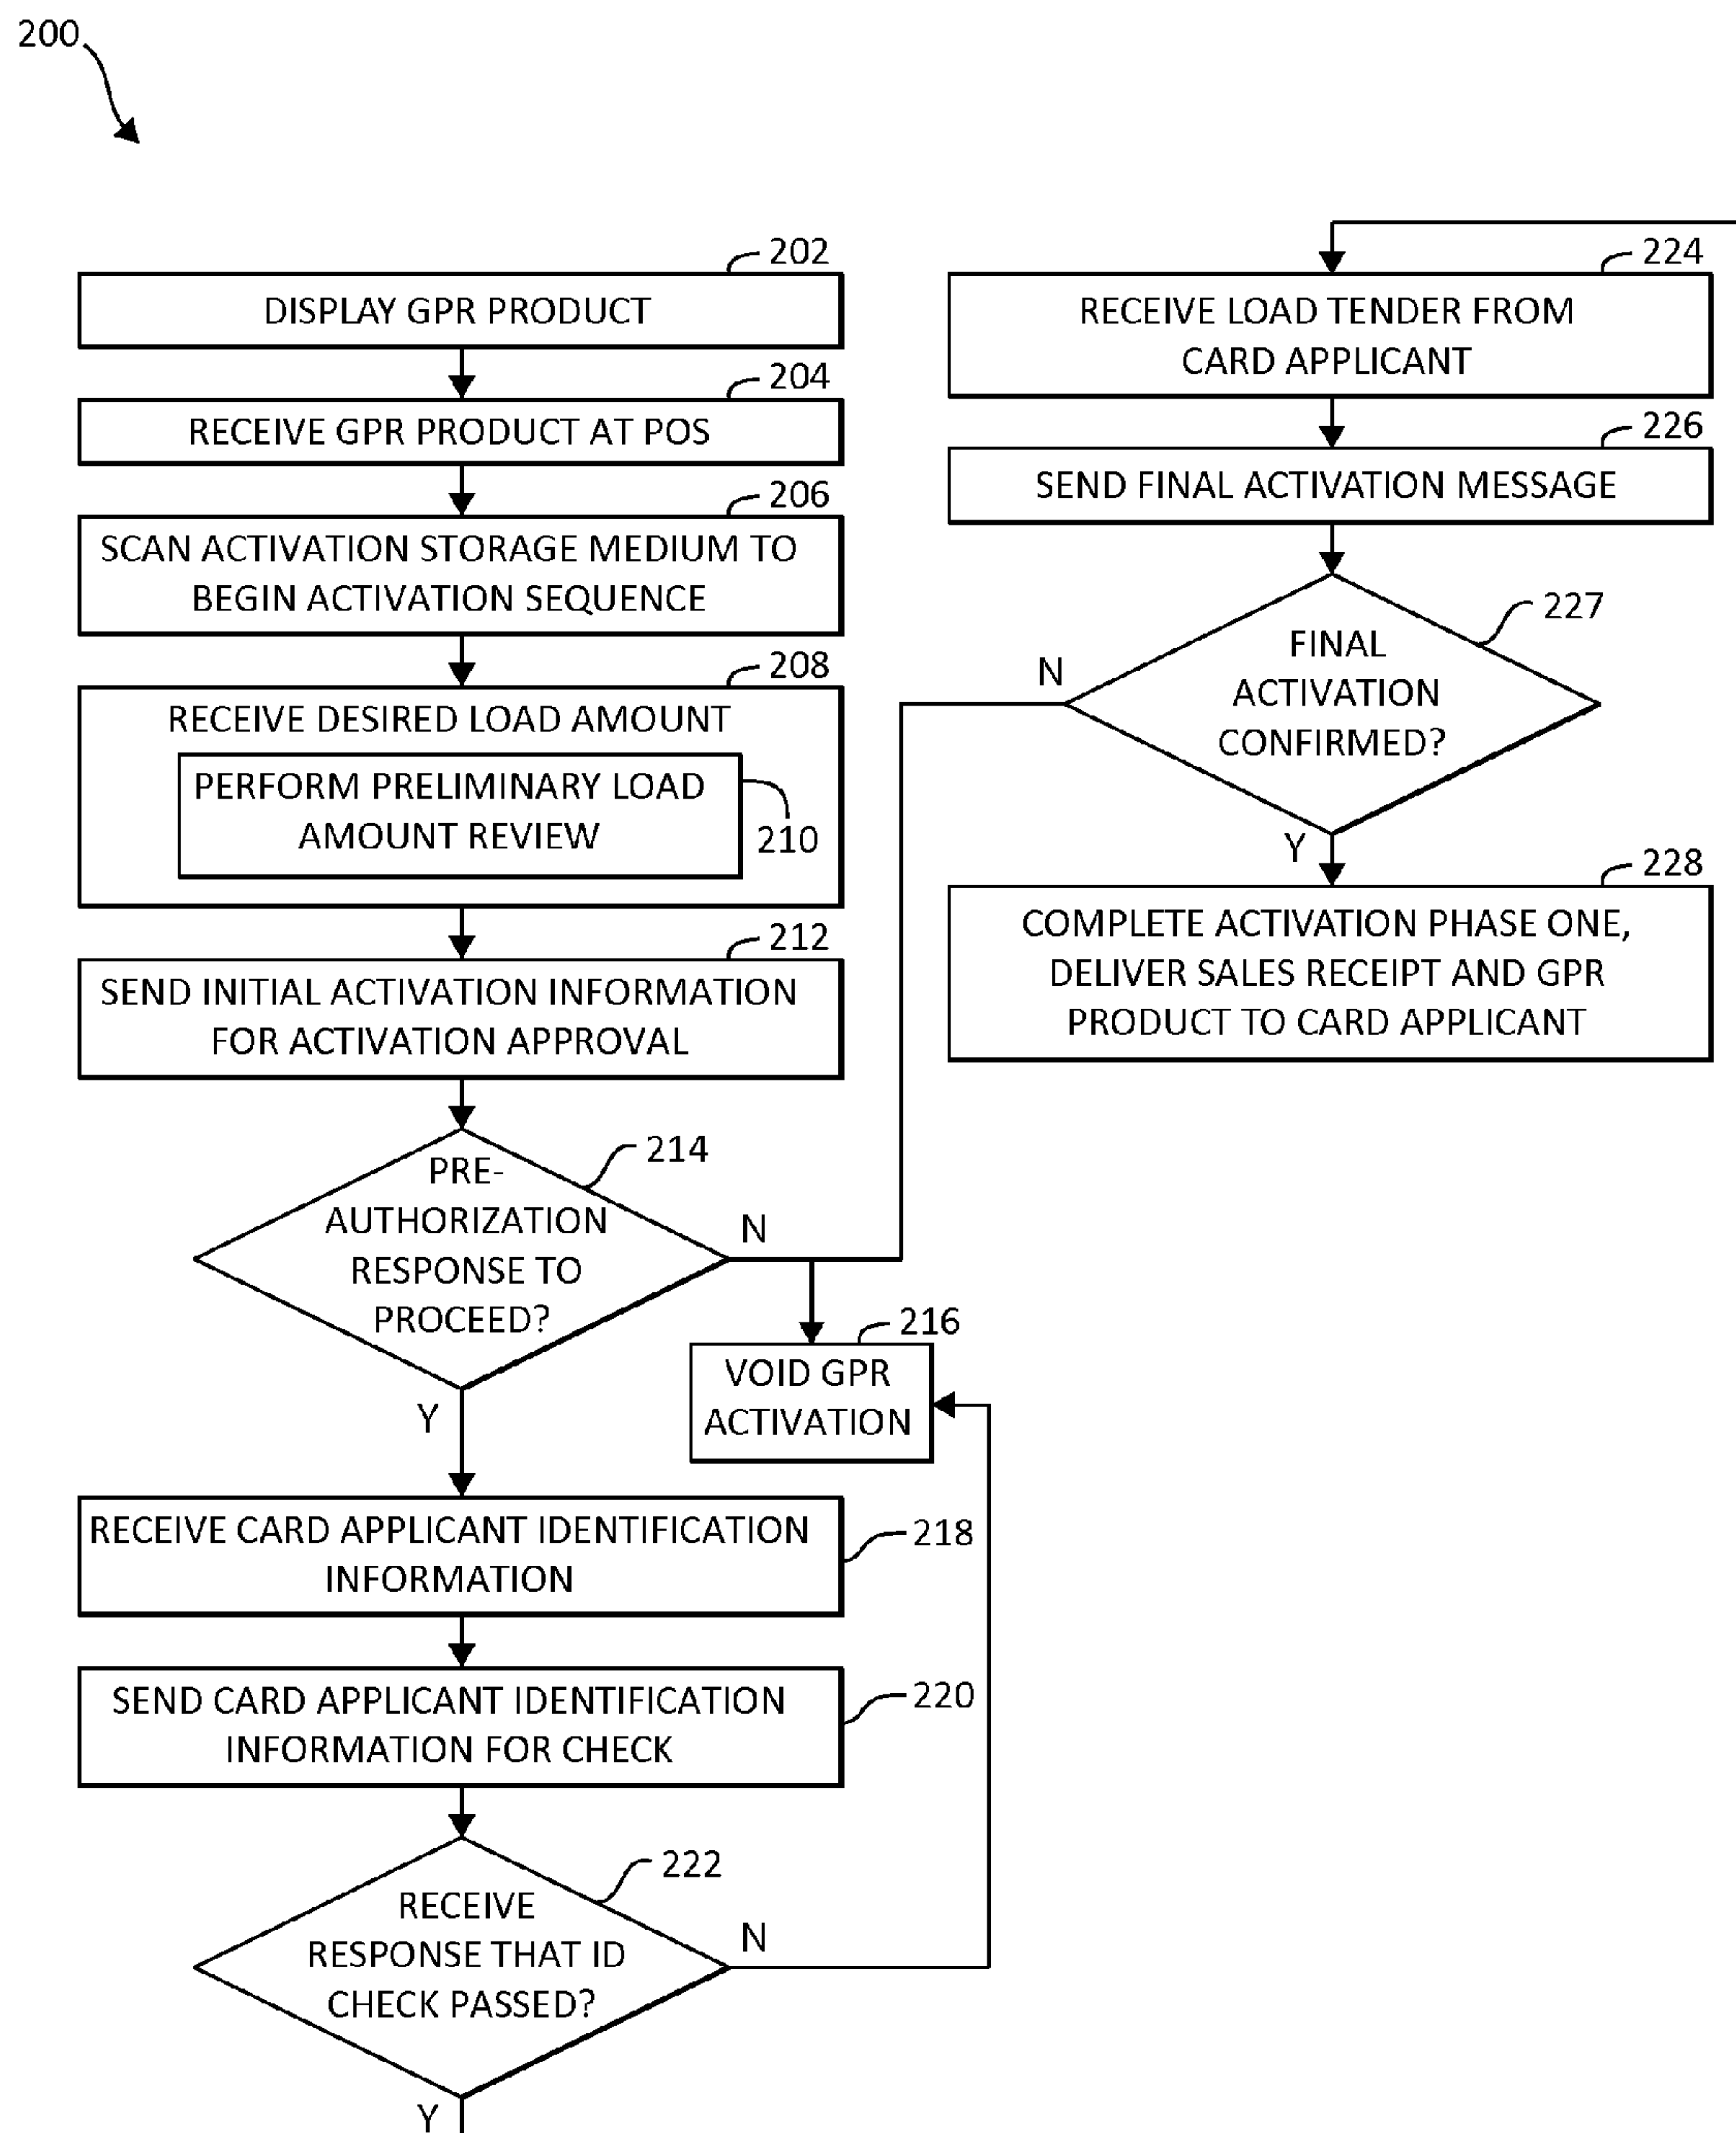 200
202
DISPLAY GPR PRODUCT
204
RECEIVE GPR PRODUCT AT POS
206
SCAN ACTIVATION STORAGE MEDIUM TO
BEGIN ACTIVATION SEQUENCE
208
RECEIVE DESIRED LOAD AMOUNT
PERFORM PRELIMINARY LOAD
AMOUNT REVIEW
210
212
SEND INITIAL ACTIVATION INFORMATION
FOR ACTIVATION APPROVAL
214
PRE-
AUTHORIZATION
RESPONSE TO
PROCEED?
N
Y
216
VOID GPR
ACTIVATION
218
RECEIVE CARD APPLICANT IDENTIFICATION
INFORMATION
220
SEND CARD APPLICANT IDENTIFICATION
INFORMATION FOR CHECK
222
RECEIVE
RESPONSE THAT ID
CHECK PASSED?
N
Y
224
RECEIVE LOAD TENDER FROM
CARD APPLICANT
226
SEND FINAL ACTIVATION MESSAGE
227
FINAL
ACTIVATION
CONFIRMED?
N
Y
228
COMPLETE ACTIVATION PHASE ONE,
DELIVER SALES RECEIPT AND GPR
PRODUCT TO CARD APPLICANT